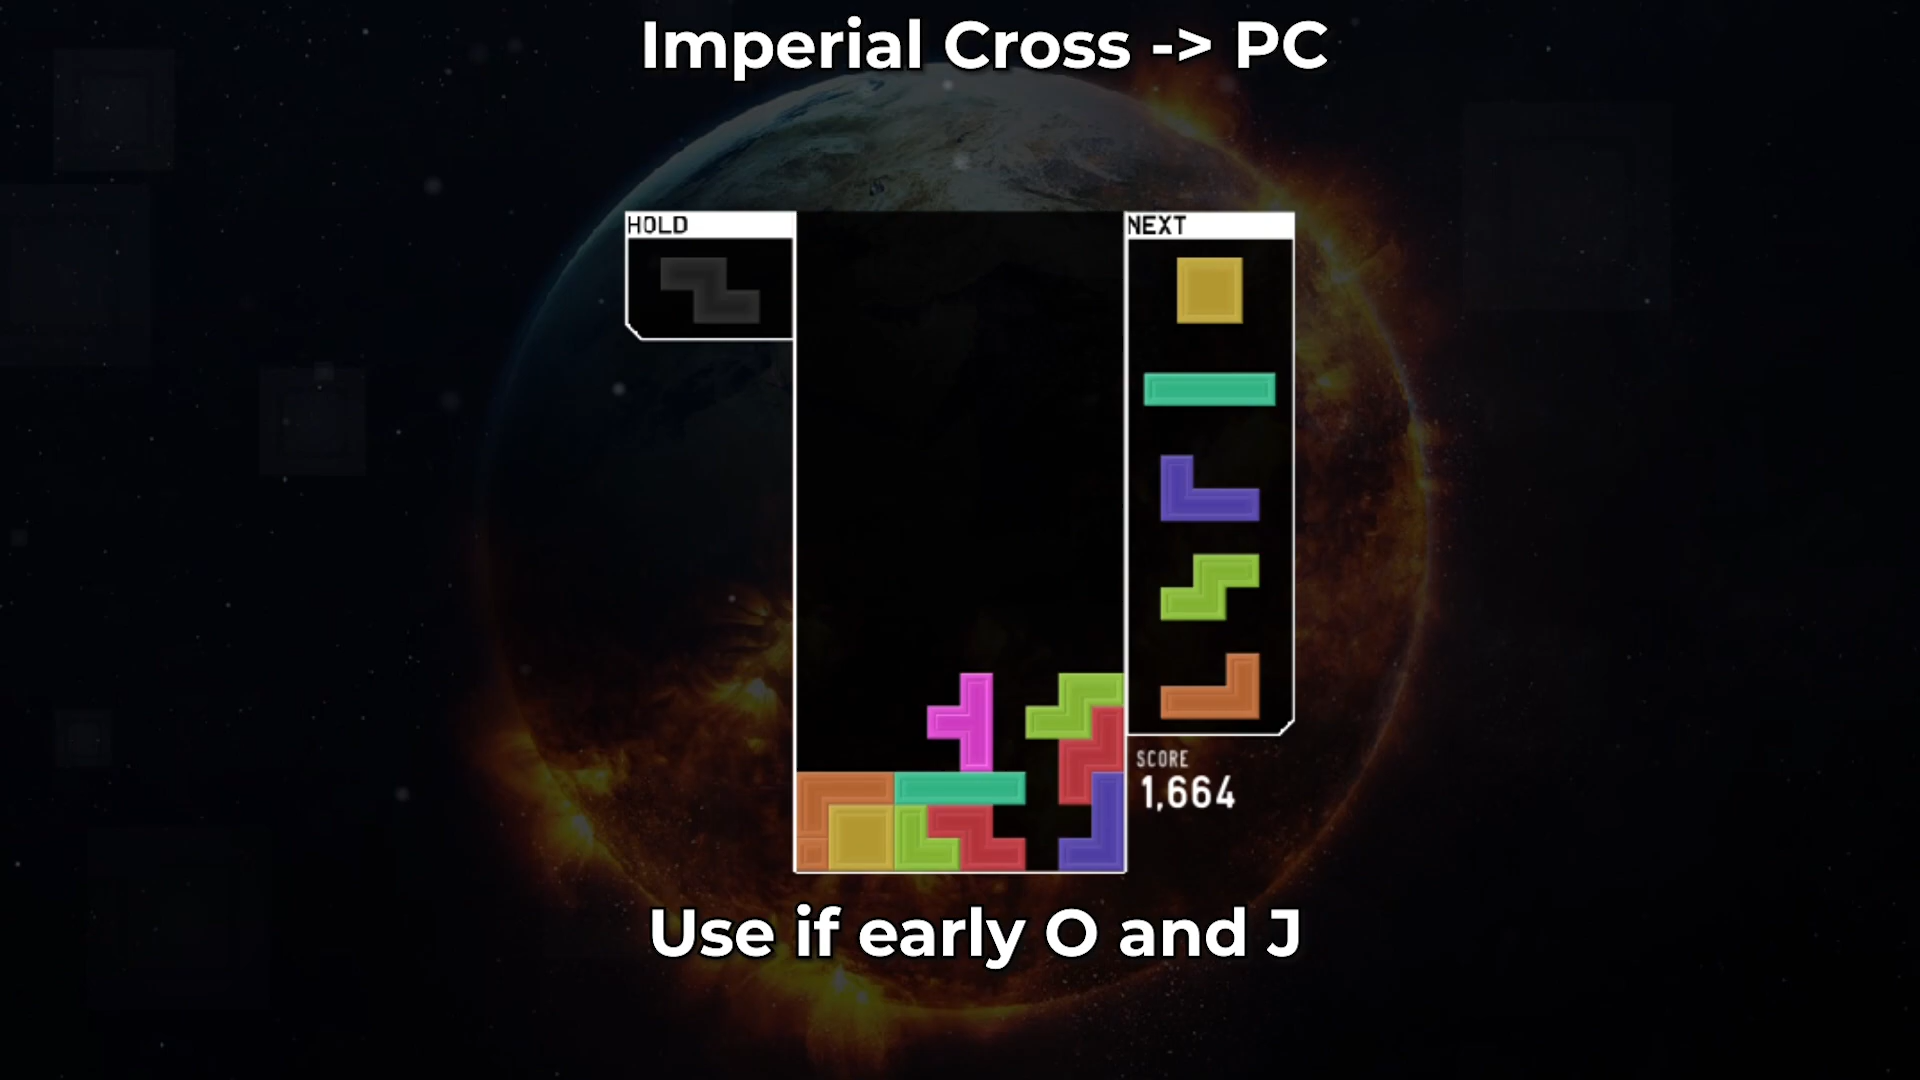 Imperial Cross -> PC
HOLD
NEXT
SCORE
1,664
Use if early O and J